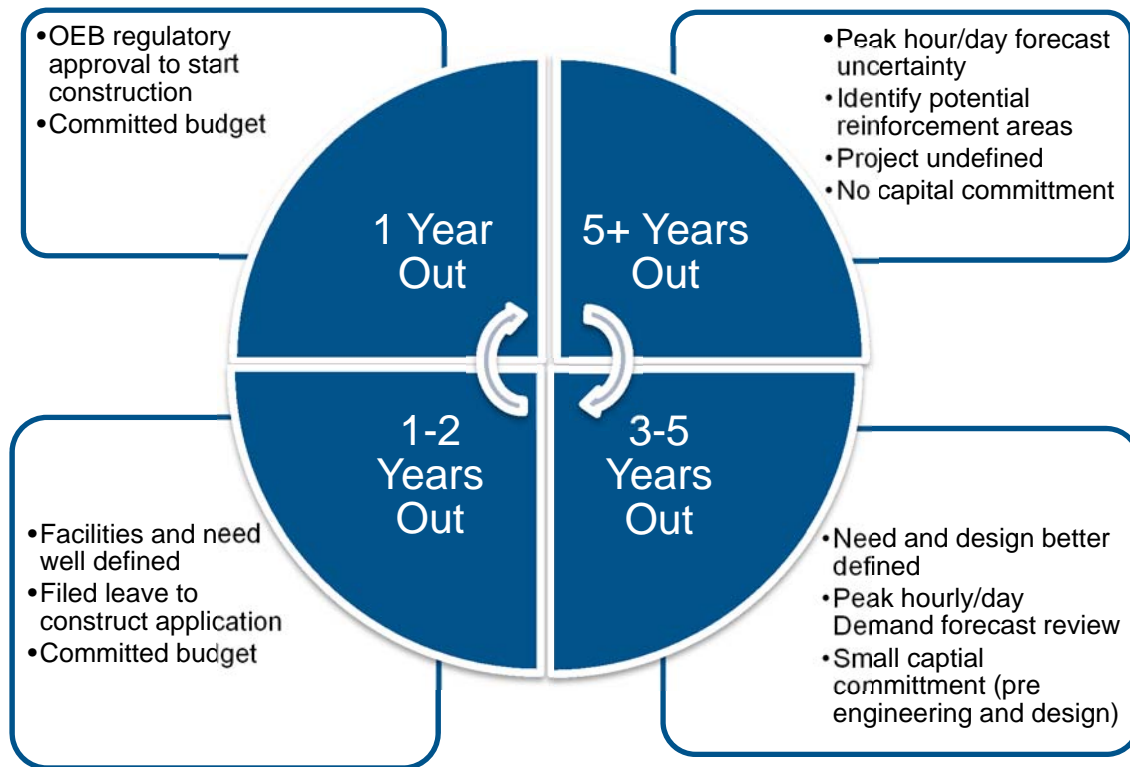 •OEB regulatory
approval to start
construction
•Committed budget
•Peak hour/day forecast
uncertainty
•Identify potential
reinforcement areas
•Project undefined
•No capital committment
1 Year
Out
5+ Years
Out
1-2
Years
Out
3-5
Years
Out
•Facilities and need
well defined
•Filed leave to
construct application
•Committed budget
•Need and design better
defined
•Peak hourly/day
Demand forecast review
•Small captial
committment (pre
engineering and design)